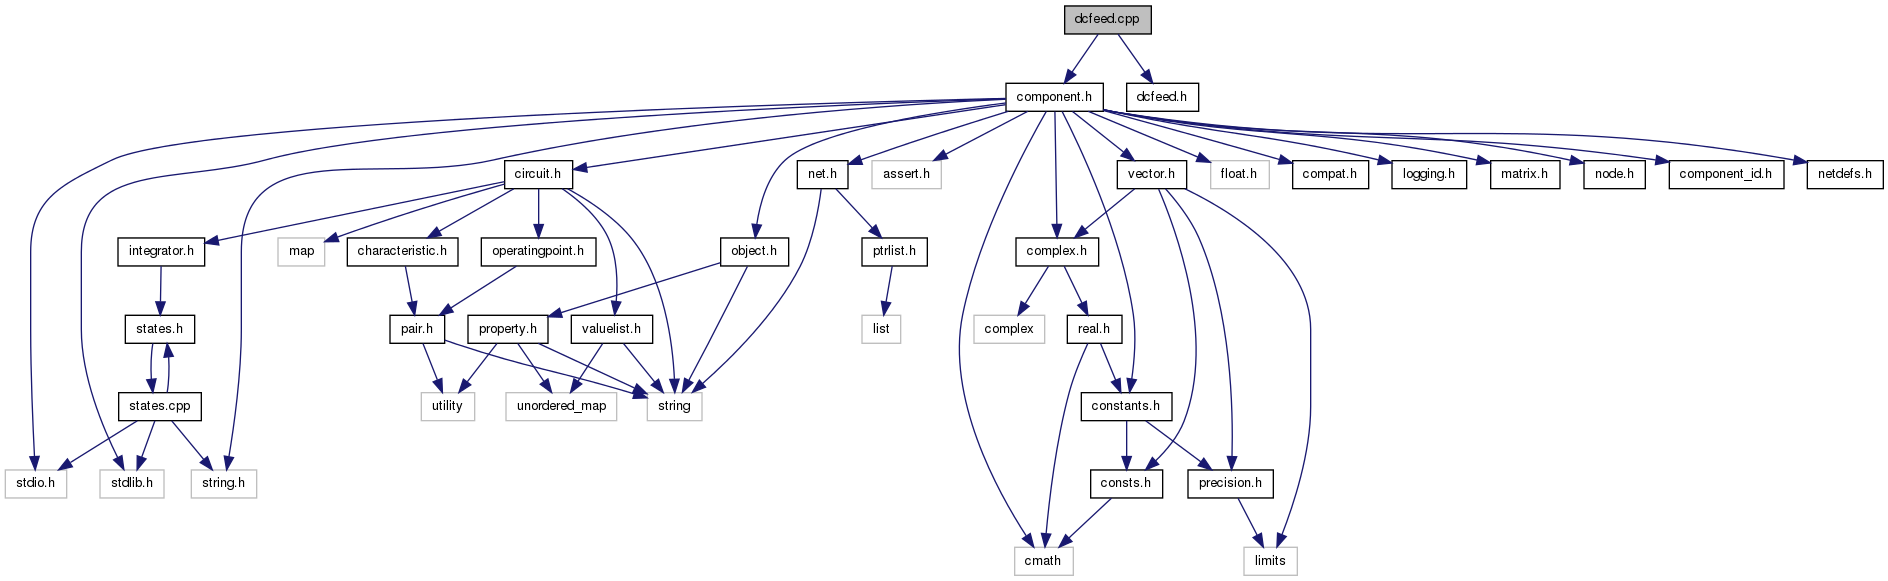 dcfeed.cpp
component.h
dcfeed.h
circuit.h
net.h
assert.h
vector.h
float.h
compat.h
logging.h
matrix.h
node.h
component_id.h
netdefs.h
integrator.h
map
characteristic.h
operatingpoint.h
object.h
ptrlist.h
complex.h
states.h
pair.h
property.h
valuelist.h
list
complex
real.h
states.cpp
utility
unordered_map
string
constants.h
stdio.h
stdlib.h
string.h
consts.h
precision.h
cmath
limits